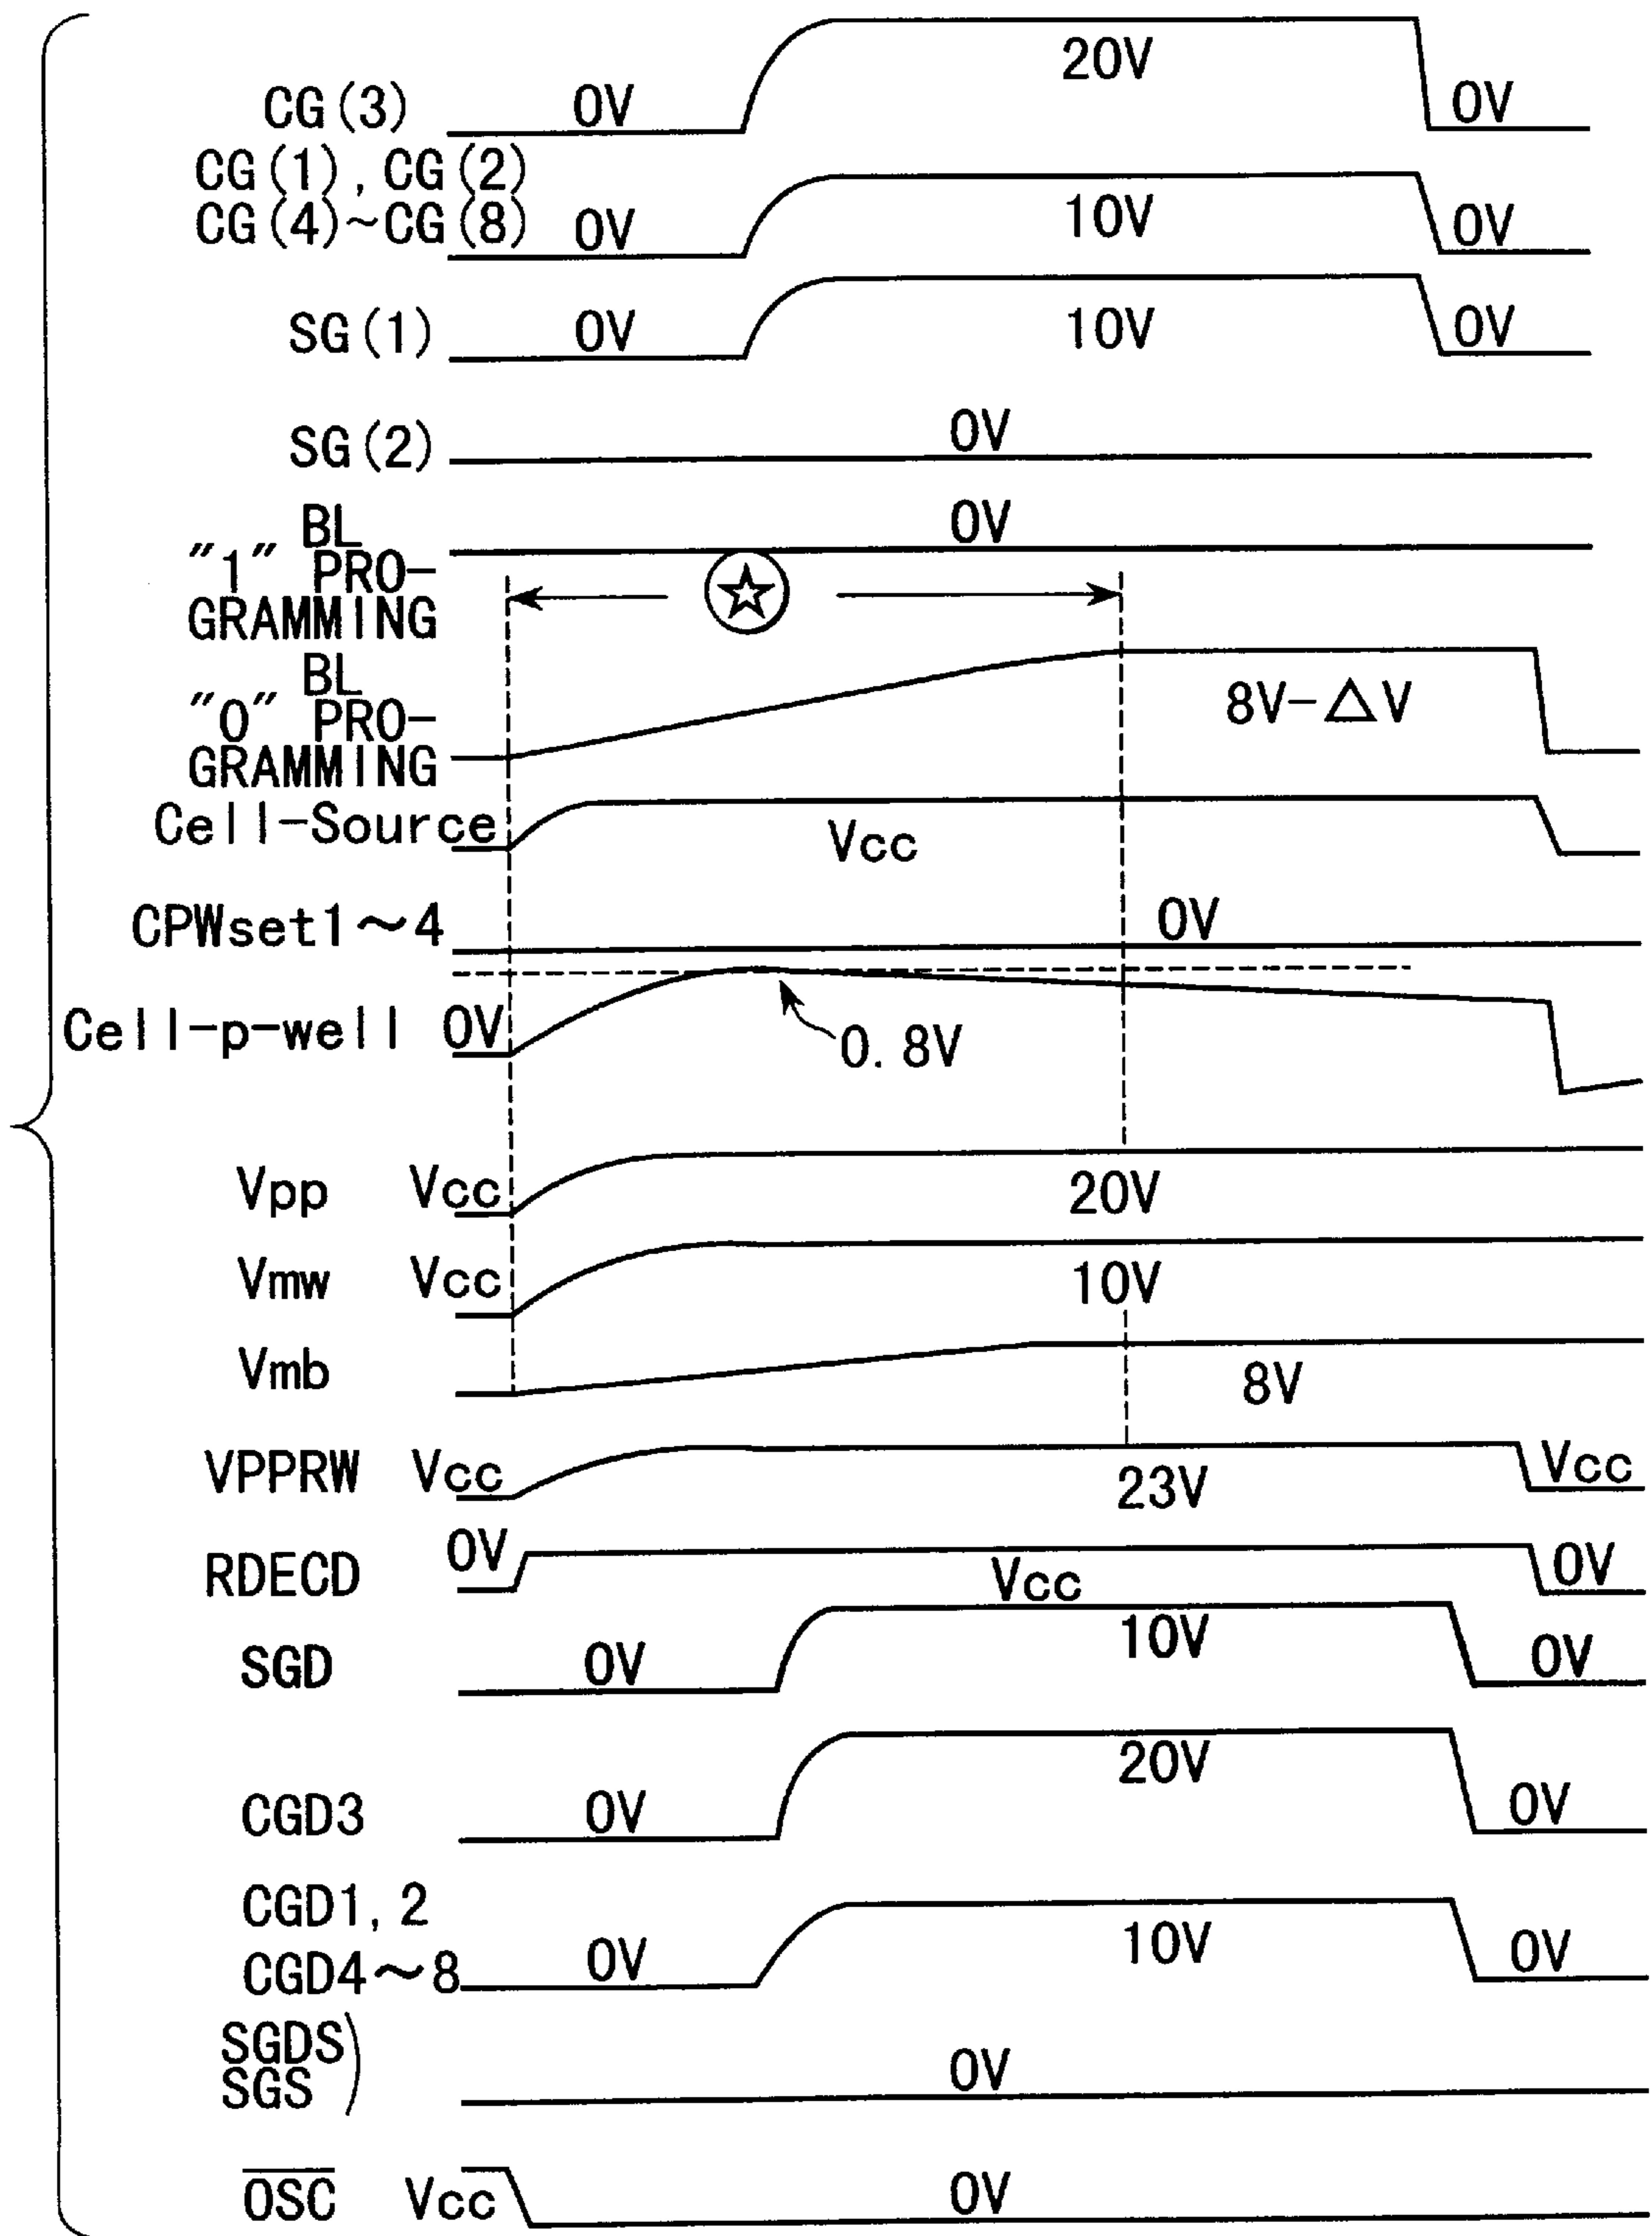 20V
CG(3) 0V 0V
CG(1), CG(2)
CG(4)~CG(8) 0V 10V 0V
SG(1) 0V 10V 0V
SG(2) 0V
BL 0V
"1" PRO-
GRAMMING ☆
BL
"0" PRO- 8V-△V
GRAMMING
Cell-Source Vcc
CPWset1~4 0V
Cell-p-well 0V 0.8V
Vpp Vcc 20V
Vmw Vcc 10V
Vmb 8V
VPPRW Vcc 23V Vcc
RDECD 0V Vcc 0V
SGD 0V 10V 0V
20V
CGD3 0V 0V
CGD1, 2
CGD4~8 0V 10V 0V
SGDS
SGS) 0V
O̅S̅C̅ Vcc 0V